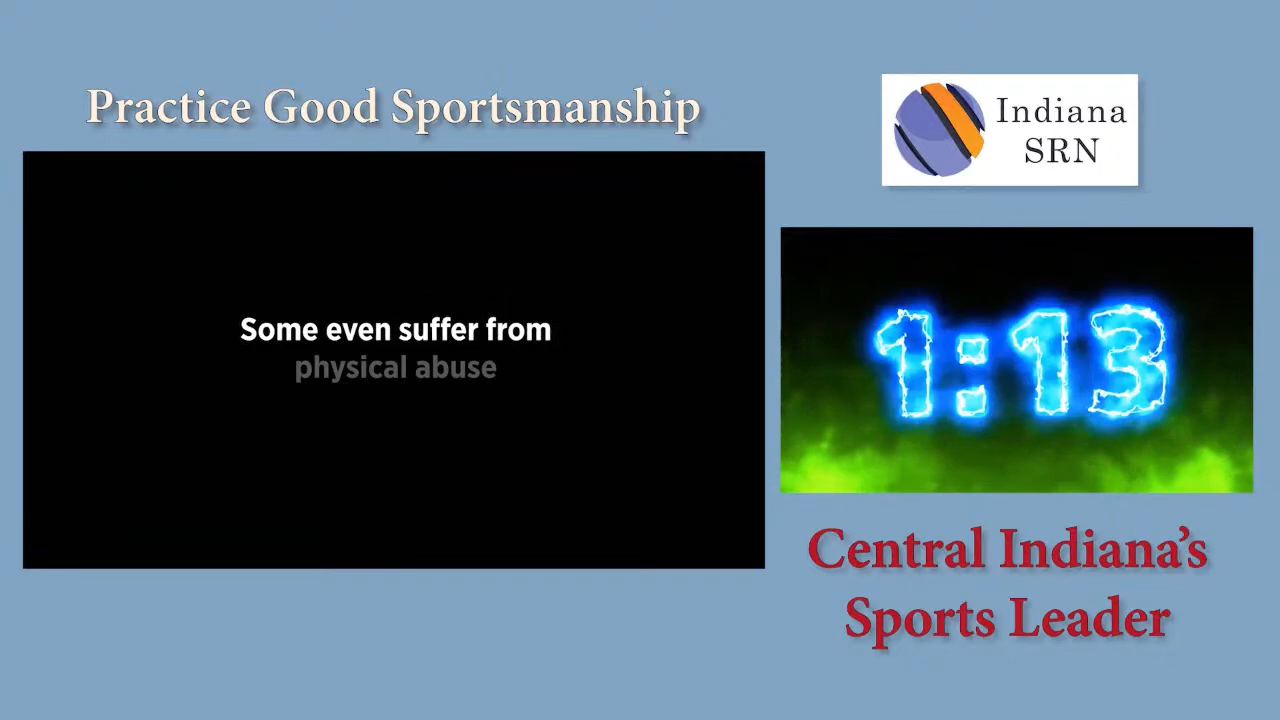 Practice Good Sportsmanship
Some even suffer from
physical abuse
Indiana
SRN
1:13
Central Indiana’s
Sports Leader